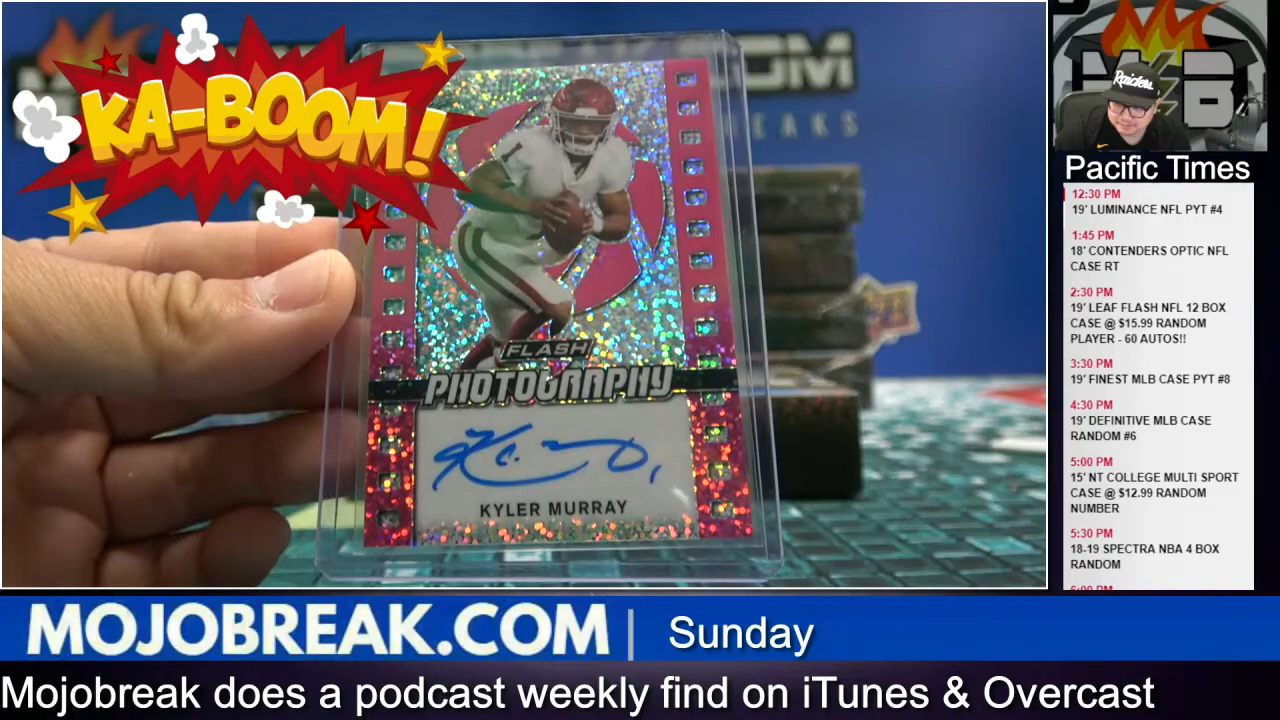 KA-BOOM!
OM
EAKS
1
FLASH
PHOTOGRAPHY
KYLER MURRAY
Raiders
B
Pacific Times
12:30 PM
19' LUMINANCE NFL PYT #4
1:45 PM
18' CONTENDERS OPTIC NFL
CASE RT
2:30 PM
19' LEAF FLASH NFL 12 BOX
CASE @ $15.99 RANDOM
PLAYER - 60 AUTOS!!
3:30 PM
19' FINEST MLB CASE PYT #8
4:30 PM
19' DEFINITIVE MLB CASE
RANDOM #6
5:00 PM
15' NT COLLEGE MULTI SPORT
CASE @ $12.99 RANDOM
NUMBER
5:30 PM
18-19 SPECTRA NBA 4 BOX
RANDOM
MOJOBREAK.COM | Sunday
Mojobreak does a podcast weekly find on iTunes & Overcast